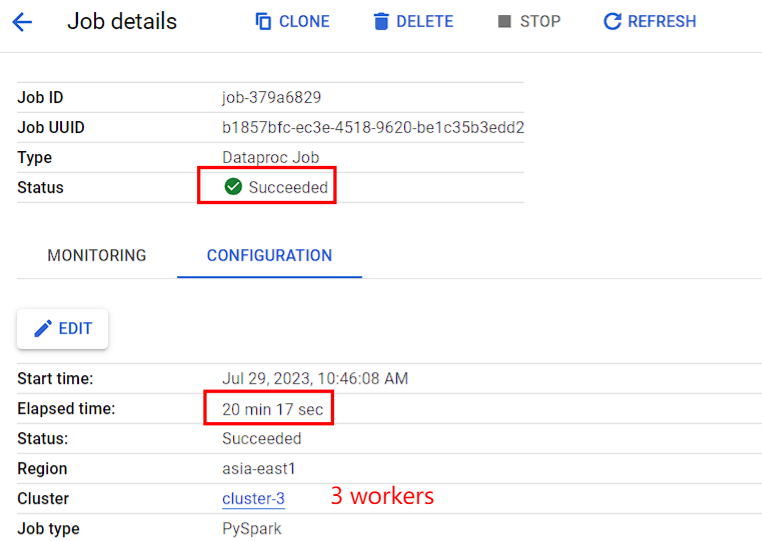 Job details CLONE DELETE STOP REFRESH
Job ID job-379a6829
Job UUID b1857bfc-ec3e-4518-9620-be1c35b3edd2
Type Dataproc Job
Status Succeeded
MONITORING CONFIGURATION
EDIT
Start time: Jul 29, 2023, 10:46:08 AM
Elapsed time: 20 min 17 sec
Status: Succeeded
Region asia-east1
Cluster cluster-3 3 workers
Job type PySpark